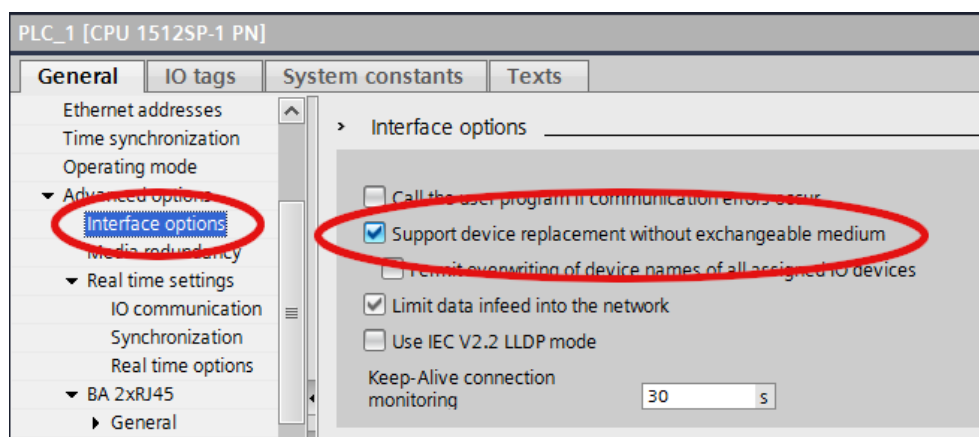 PLC_1 [CPU 1512SP-1 PN]
General IO tags System constants Texts
Ethernet addresses
Time synchronization
Operating mode
Advanced options
Interface options
Media redundancy
Real time settings
IO communication
Synchronization
Real time options
BA 2xRJ45
General
Interface options
Call the user program if communication errors occur
Support device replacement without exchangeable medium
Permit overwriting of device names of all assigned IO devices
Limit data infeed into the network
Use IEC V2.2 LLDP mode
Keep-Alive connection
monitoring 30 s